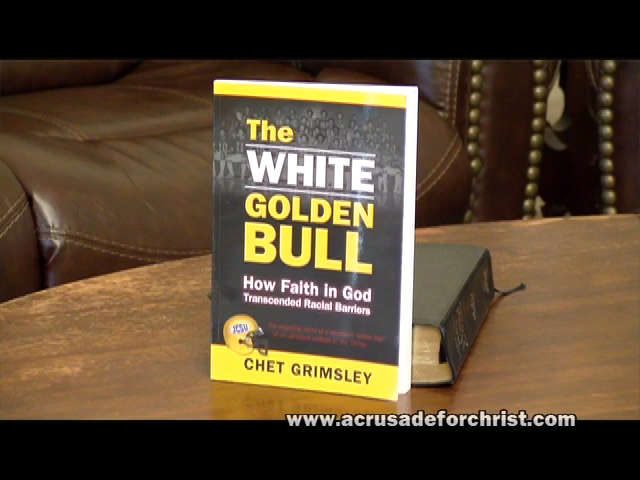 The
WHITE
GOLDEN
BULL
How Faith in God
Transcended Racial Barriers
JCSU
CHET GRIMSLEY
www.acrusadeforchrist.com